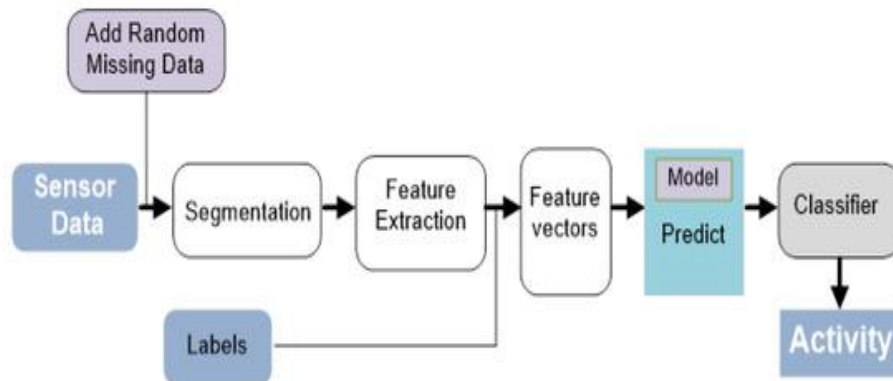 Add Random
Missing Data
Sensor
Data
Segmentation
Feature
Extraction
Feature
vectors
Model
Predict
Classifier
Labels
Activity